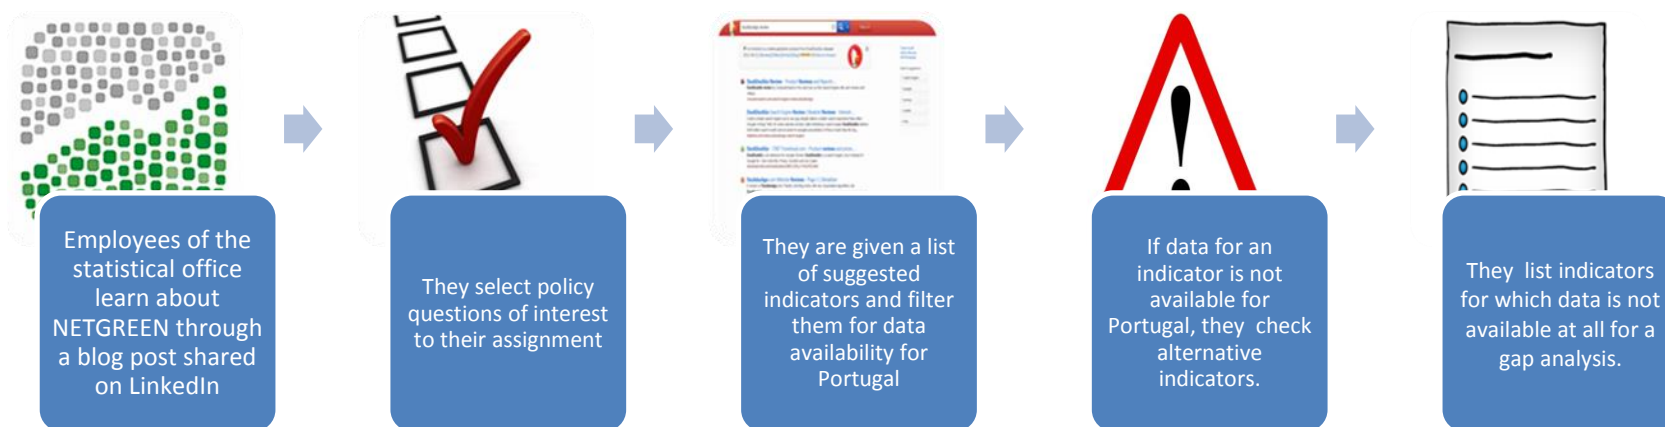 Employees of the
statistical office
learn about
NETGREEN through
a blog post shared
on LinkedIn
They select policy
questions of interest
to their assignment
They are given a list
of suggested
indicators and filter
them for data
availability for
Portugal
If data for an
indicator is not
available for
Portugal, they check
alternative
indicators.
They list indicators
for which data is not
available at all for a
gap analysis.